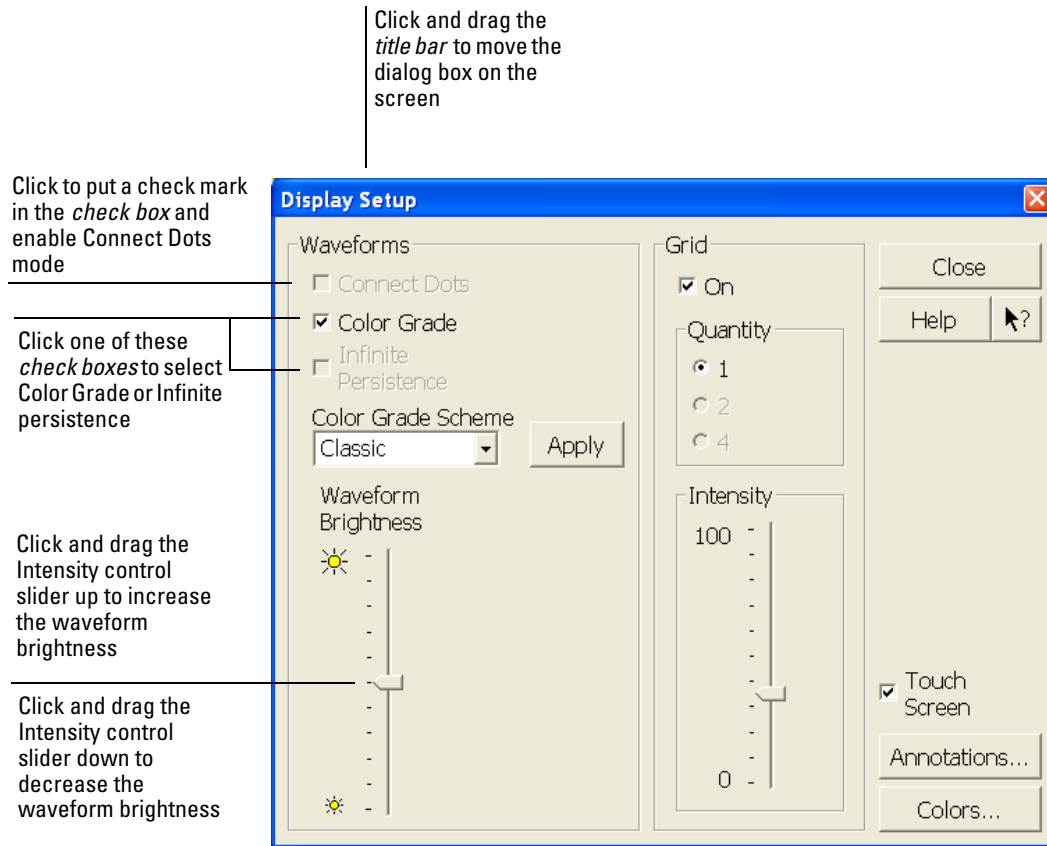 Click and drag the
title bar to move the
dialog box on the
screen
Click to put a check mark
in the check box and
enable Connect Dots
mode
Click one of these
check boxes to select
Color Grade or Infinite
persistence
Click and drag the
Intensity control
slider up to increase
the waveform
brightness
Click and drag the
Intensity control
slider down to
decrease the
waveform brightness
Display Setup
Waveforms
Connect Dots
Color Grade
Infinite
Persistence
Color Grade Scheme
Classic
Apply
Waveform
Brightness
Grid
On
Quantity
1
2
4
Intensity
100
0
Close
Help
?
Touch
Screen
Annotations...
Colors...